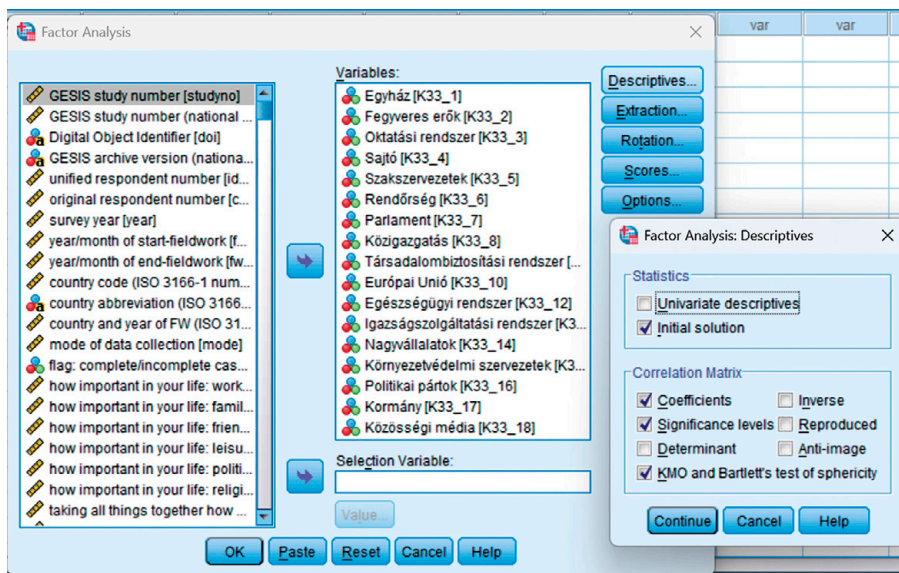 Factor Analysis
var
var
Variables:
GESIS study number [studyno]
GESIS study number (national ...
Digital Object Identifier [doi]
GESIS archive version (nationa...
unified respondent number [id...
original respondent number [c...
survey year [year]
year/month of start-fieldwork [f...
year/month of end-fieldwork [fw...
country code (ISO 3166-1 num...
country abbreviation (ISO 3166...
country and year of FW (ISO 31...
mode of data collection [mode]
flag: complete/incomplete cas...
how important in your life: work...
how important in your life: famil...
how important in your life: frien...
how important in your life: leisu...
how important in your life: politi...
how important in your life: religi...
taking all things together how ...
Egyház [K33_1]
Fegyveres erők [K33_2]
Oktatási rendszer [K33_3]
Sajtó [K33_4]
Szakszervezetek [K33_5]
Rendőrség [K33_6]
Parlament [K33_7]
Közigazgatás [K33_8]
Társadalombiztosítási rendszer [...
Európai Unió [K33_10]
Egészségügyi rendszer [K33_12]
Igazságszolgáltatási rendszer [K3...
Nagyvállalatok [K33_14]
Környezetvédelmi szervezetek [K3...
Politikai pártok [K33_16]
Kormány [K33_17]
Közösségi média [K33_18]
Selection Variable:
Value...
Descriptives...
Extraction...
Rotation...
Scores...
Options...
OK
Paste
Reset
Cancel
Help
Factor Analysis: Descriptives
Statistics
Univariate descriptives
Initial solution
Correlation Matrix
Coefficients
Inverse
Significance levels
Reproduced
Determinant
Anti-image
KMO and Bartlett's test of sphericity
Continue
Cancel
Help